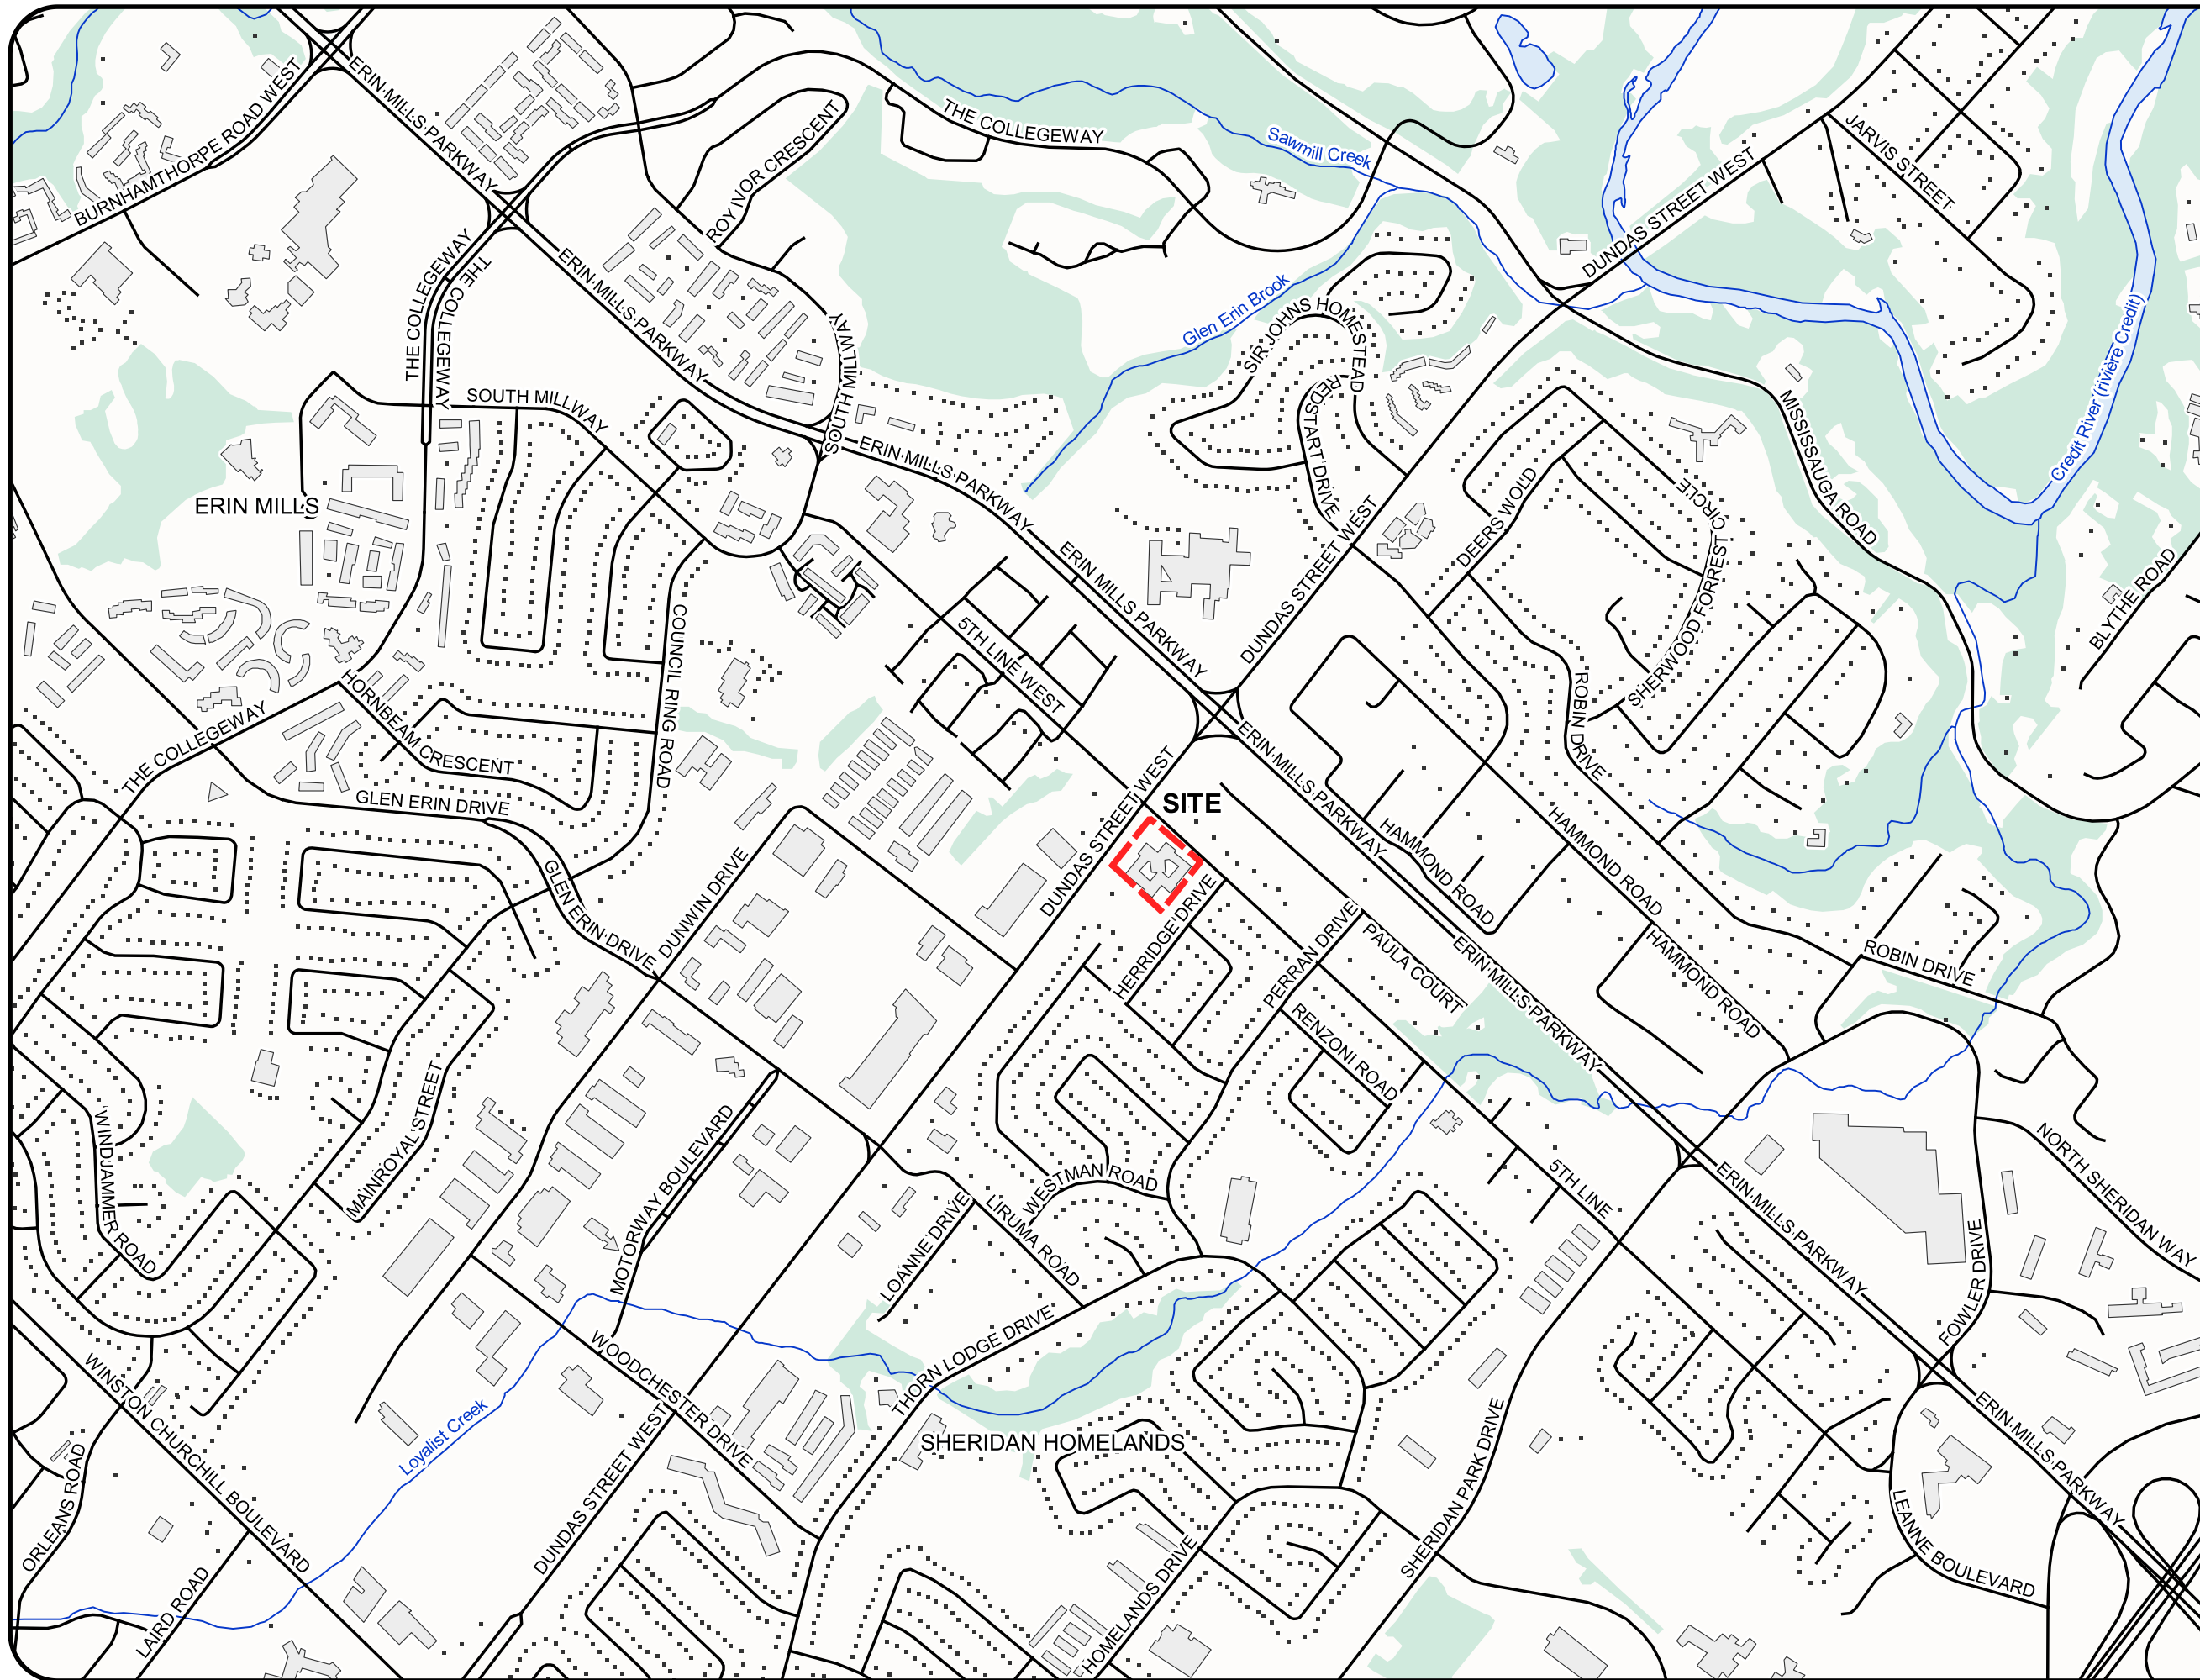 ERIN MILLS PARKWAY
BURNHAMTHORPE ROAD WEST
ROY IVOR CRESCENT
THE COLLEGEWAY
Sawmill Creek
JARVIS STREET
DUNDAS STREET WEST
THE COLLEGEWAY
THE COLLEGEWAY
ERIN MILLS PARKWAY
Glen Erin Brook
SIR JOHNS HOMESTEAD
Credit River (rivière Credit)
SOUTH MILLWAY
SOUTH MILLWAY
REDSTART DRIVE
MISSISSAUGA ROAD
ERIN MILLS PARKWAY
ERIN MILLS
DEERS WOLD
SHERWOOD FORREST CIRCLE
DUNDAS STREET WEST
ERIN MILLS PARKWAY
BLYTHE ROAD
COUNCIL RING ROAD
5TH LINE WEST
HORNBEAM CRESCENT
THE COLLEGEWAY
ROBIN DRIVE
ERIN MILLS PARKWAY
GLEN ERIN DRIVE
SITE
DUNDAS STREET WEST
HAMMOND ROAD
HAMMOND ROAD
DUNWIN DRIVE
GLEN ERIN DRIVE
HERRIDGE DRIVE
PERRAN DRIVE
PAULA COURT
ERIN MILLS PARKWAY
HAMMOND ROAD
ROBIN DRIVE
RENZONI ROAD
MAINROYAL STREET
WINDJAMMER ROAD
MOTORWAY BOULEVARD
WESTMAN ROAD
LIRUMA ROAD
LOANNE DRIVE
5TH LINE
ERIN MILLS PARKWAY
NORTH SHERIDAN WAY
FOWLER DRIVE
THORN LODGE DRIVE
WOODCHESTER DRIVE
WINSTON CHURCHILL BOULEVARD
Loyalist Creek
SHERIDAN HOMELANDS
SHERIDAN PARK DRIVE
ERIN MILLS PARKWAY
ORLEANS ROAD
DUNDAS STREET WEST
LEANNE BOULEVARD
LAIRD ROAD
HOMELANDS DRIVE